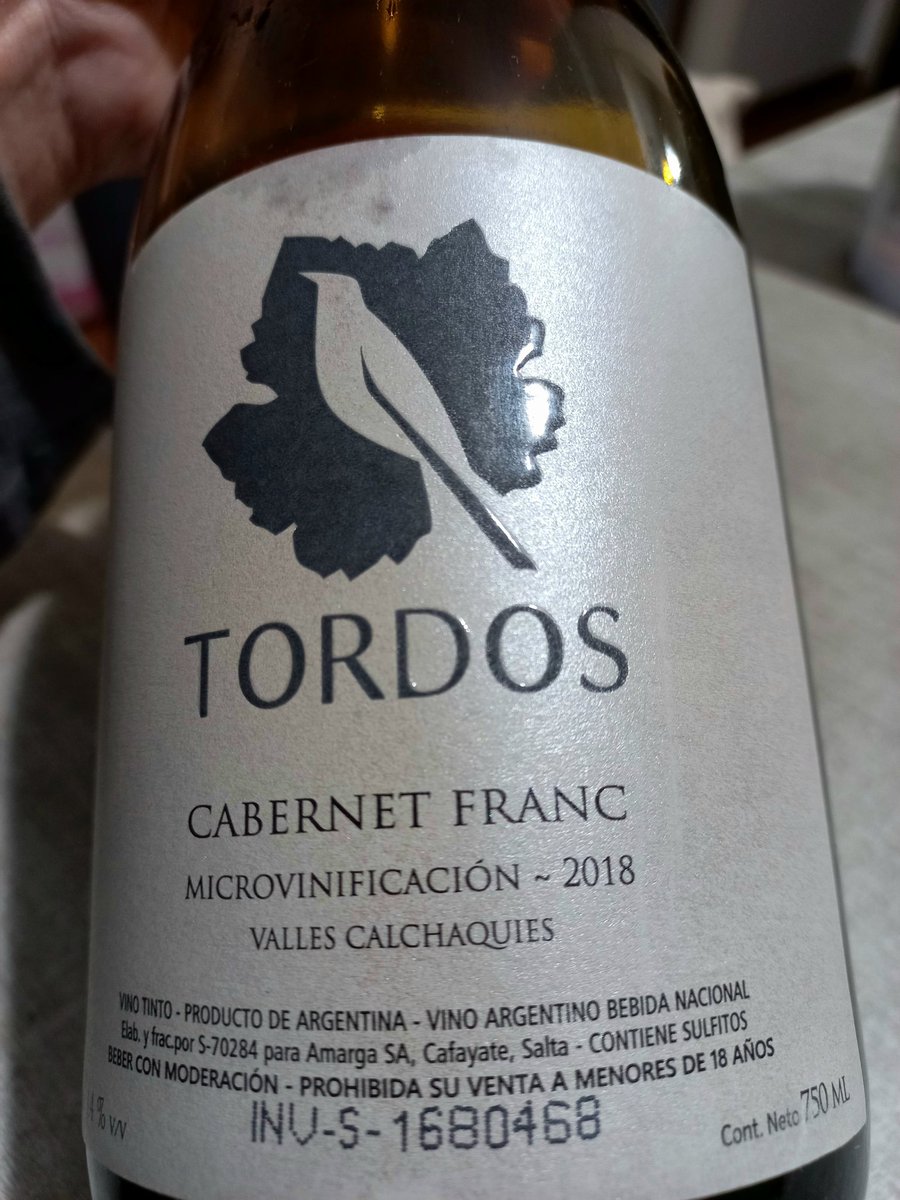 TORDOS
CABERNET FRANC
MICROVINIFICACIÓN ~ 2018
VALLES CALCHAQUIES
VINO TINTO - PRODUCTO DE ARGENTINA - VINO ARGENTINO BEBIDA NACIONAL
Elab. y frac.por S-70284 para Amarga SA, Cafayate, Salta - CONTIENE SULFITOS
BEBER CON MODERACIÓN - PROHIBIDA SU VENTA A MENORES DE 18 AÑOS
% V/V
INV-S-1680468
Cont. Neto 750 ML